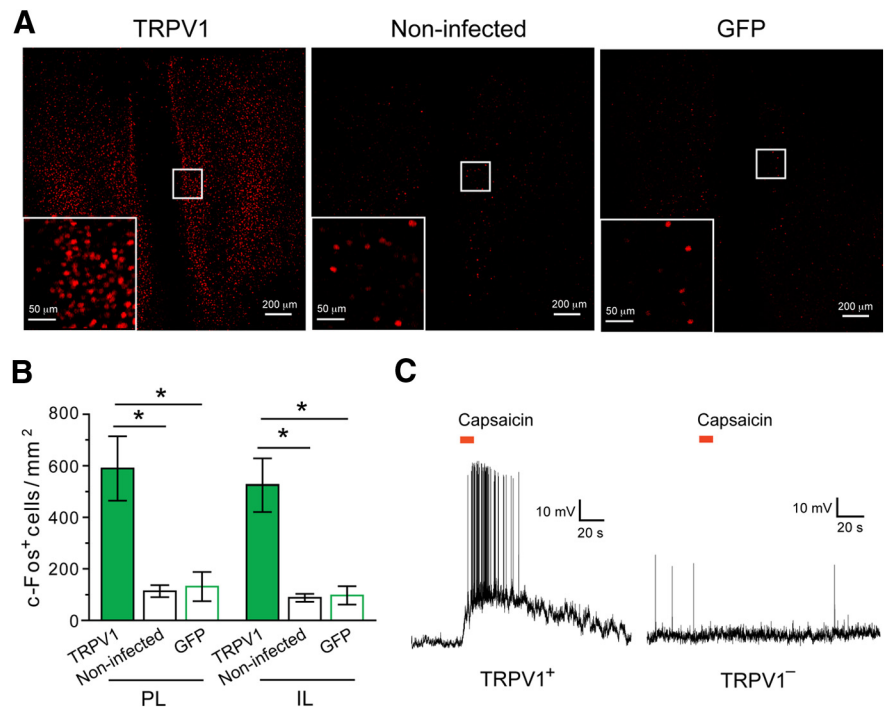 A
TRPV1
Non-infected
GFP
50 μm
200 μm
50 μm
200 μm
50 μm
200 μm
B
c-Fos+ cells/mm2
800
600
400
200
0
*
*
*
*
TRPV1
Non-infected
GFP
TRPV1
Non-infected
GFP
PL
IL
C
Capsaicin
Capsaicin
10 mV
20 s
10 mV
20 s
TRPV1+
TRPV1−